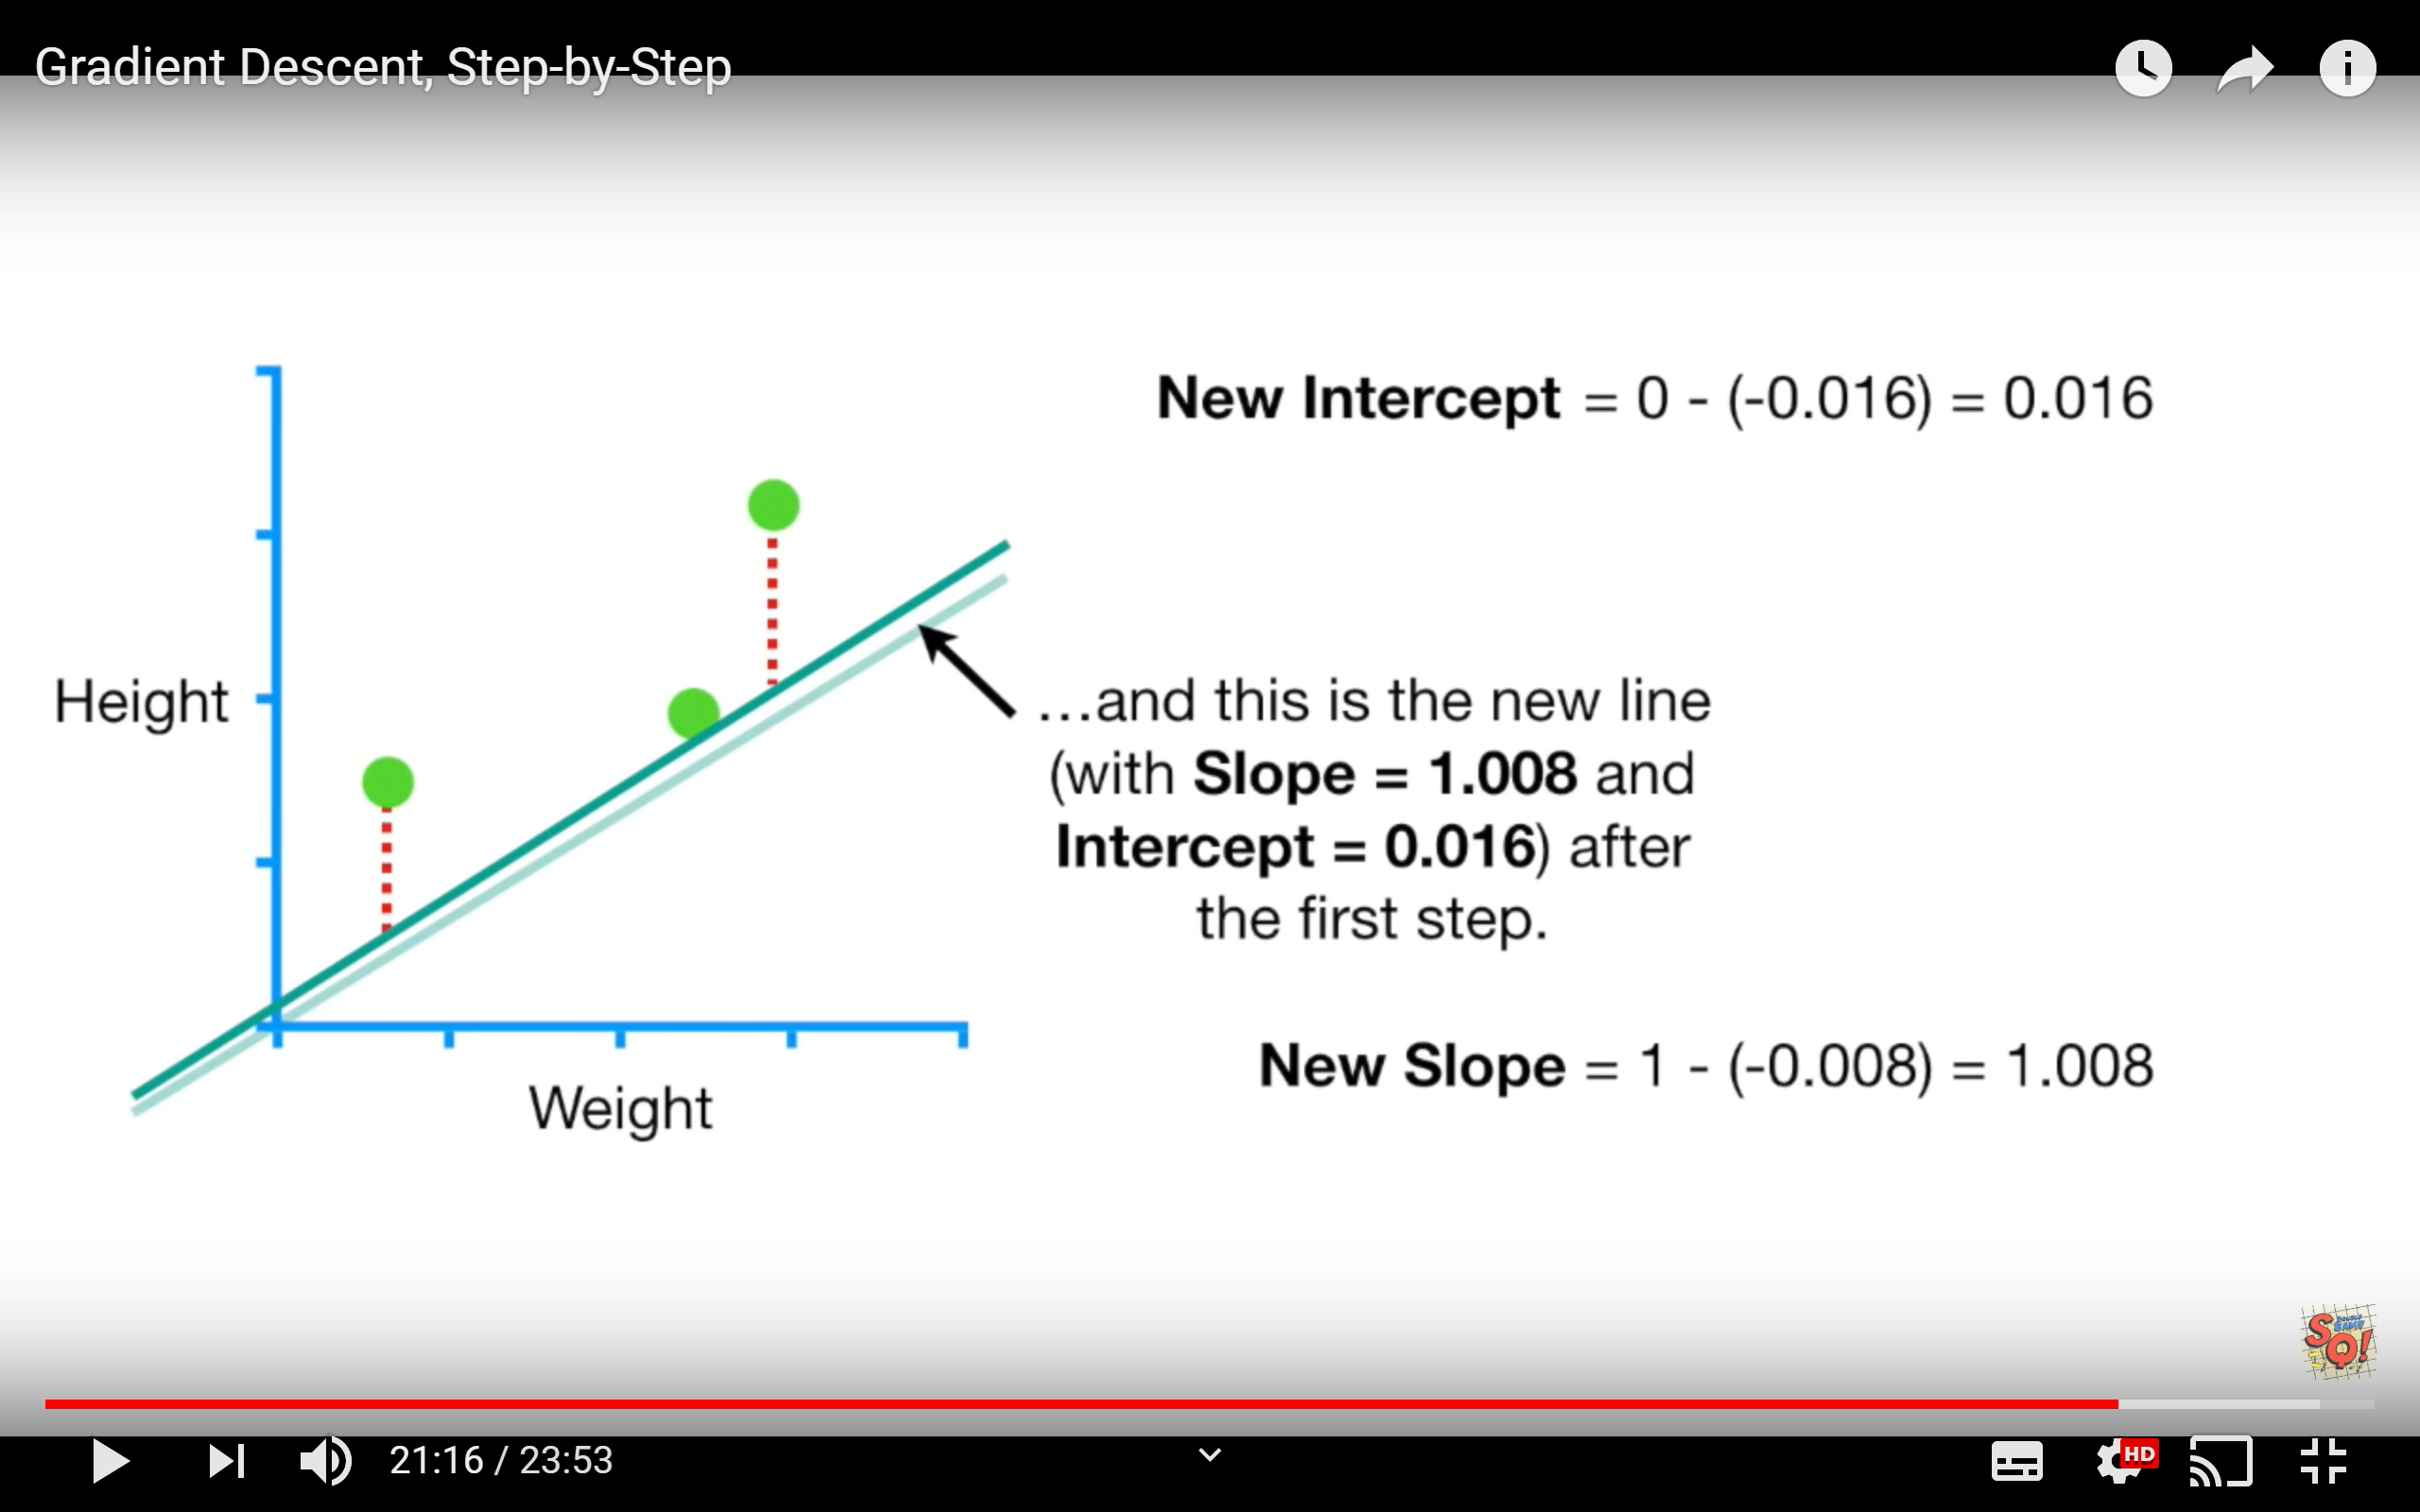 Gradient Descent, Step-by-Step
New Intercept = 0 - (-0.016) = 0.016
Height
...and this is the new line
(with Slope = 1.008 and
Intercept = 0.016) after
the first step.
New Slope = 1 - (-0.008) = 1.008
Weight
SQ!
21:16 / 23:53
HD